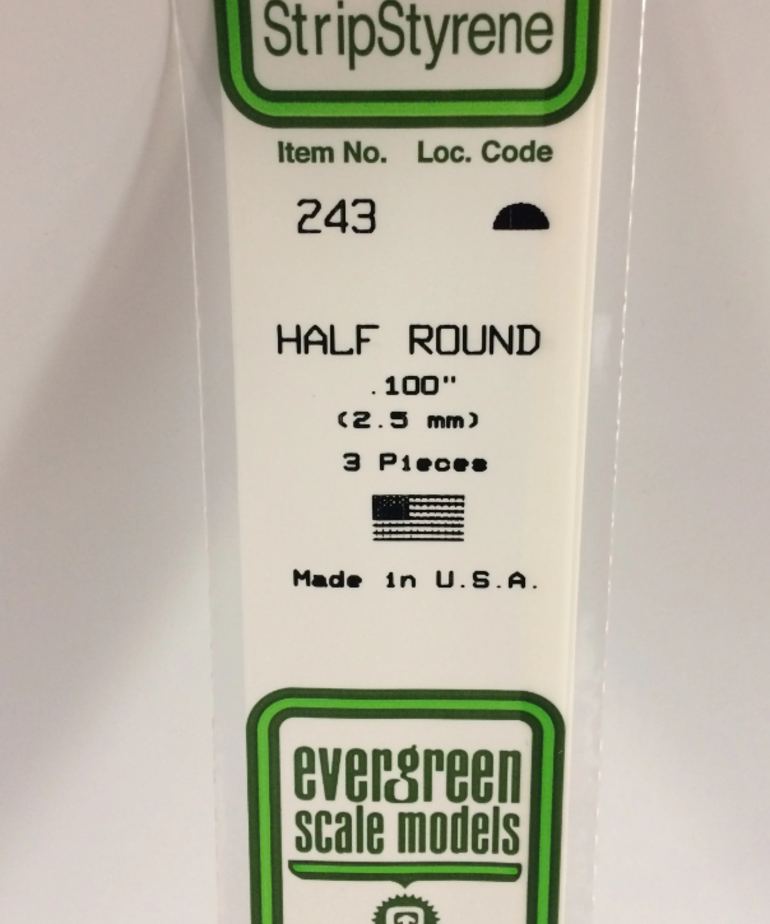 StripStyrene
Item No. Loc. Code
243
HALF ROUND
.100"
(2.5 mm)
3 Pieces
Made in U.S.A.
evergreen
scale models